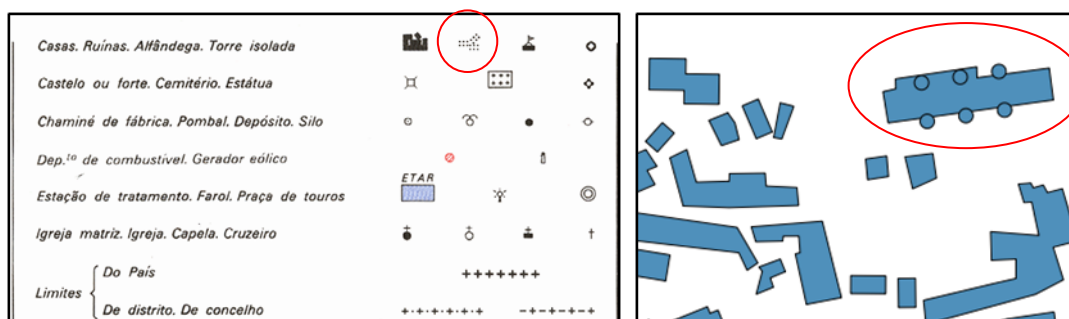 Casas. Ruínas. Alfândega. Torre isolada
Castelo ou forte. Cemitério. Estátua
Chaminé de fábrica. Pombal. Depósito. Silo
Dep.to de combustível. Gerador eólico
ETAR
Estação de tratamento. Farol. Praça de touros
Igreja matriz. Igreja. Capela. Cruzeiro
Limites
Do País
De distrito. De concelho